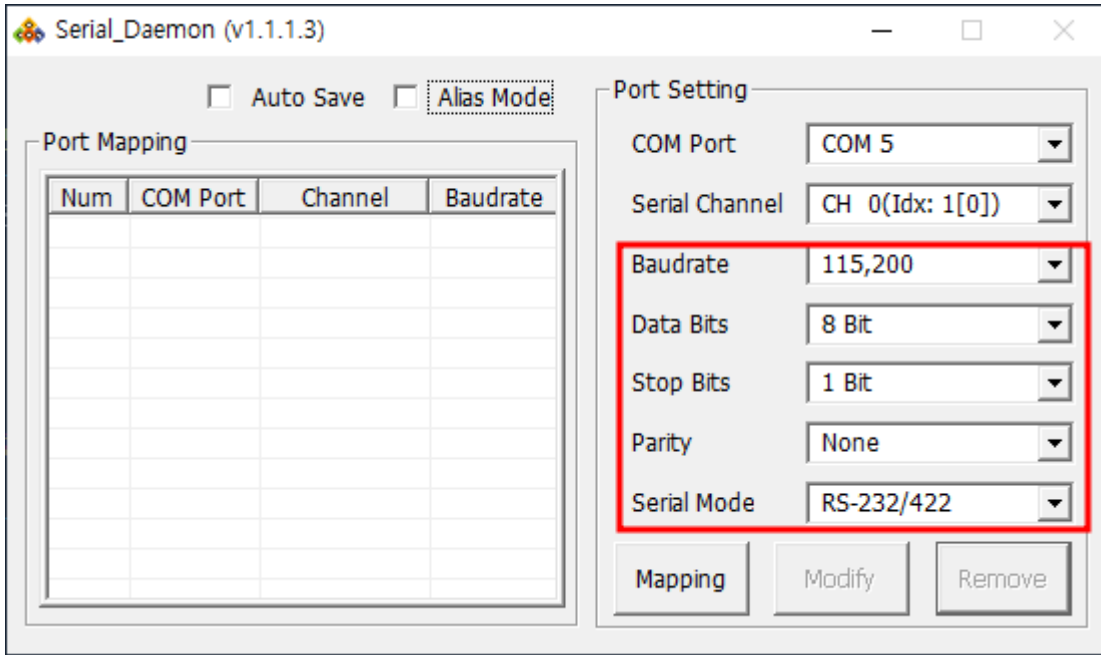 Serial_Daemon (v1.1.1.3)
Auto Save Alias Mode
Port Mapping
Num COM Port Channel Baudrate
Port Setting
COM Port COM 5
Serial Channel CH 0(Idx: 1[0])
Baudrate 115,200
Data Bits 8 Bit
Stop Bits 1 Bit
Parity None
Serial Mode RS-232/422
Mapping Modify Remove